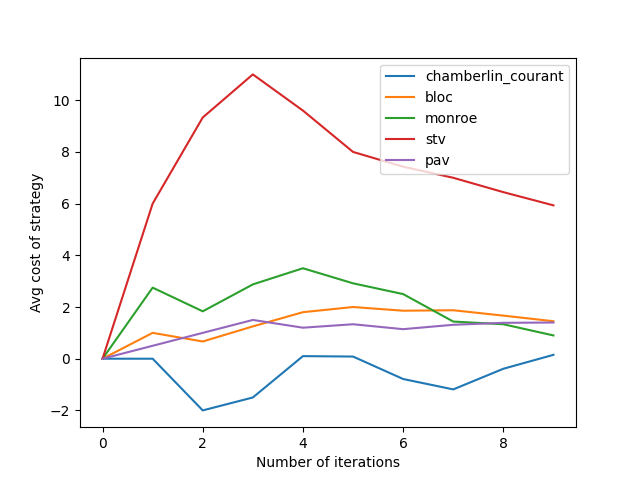 chamberlin_courant
bloc
monroe
stv
pav
10
8
6
4
2
0
−2
Avg cost of strategy
0 2 4 6 8
Number of iterations